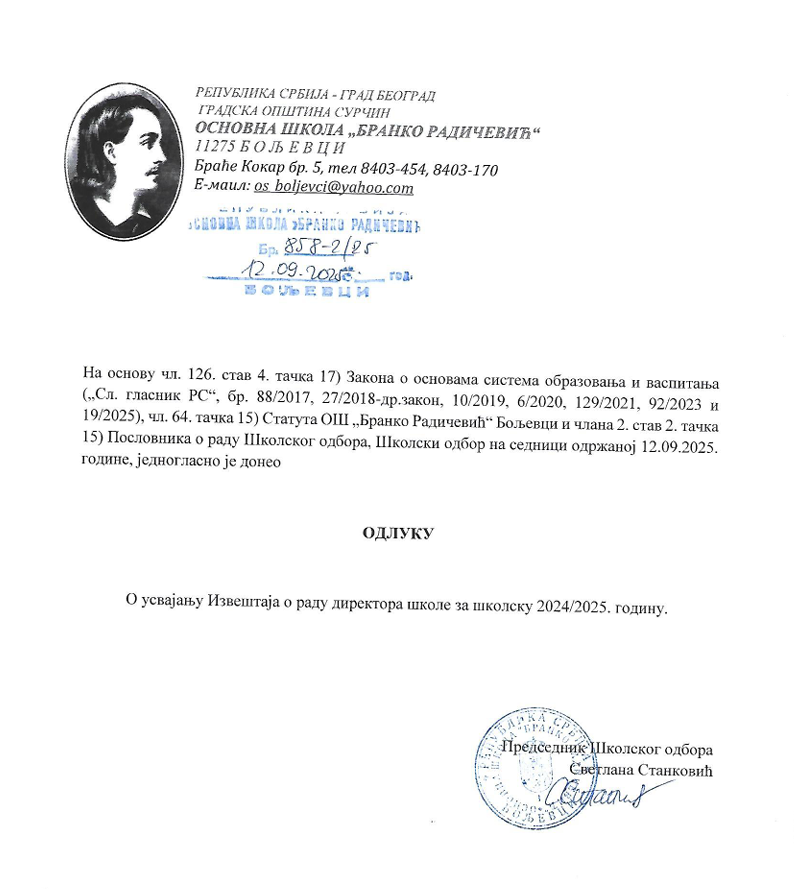 РЕПУБЛИКА СРБИЈА - ГРАД БЕОГРАД
ГРАДСКА ОПШТИНА СУРЧИН
ОСНОВНА ШКОЛА „БРАНКО РАДИЧЕВИЋ“
11275 Б О Љ Е В Ц И
Браће Кокар бр. 5, тел 8403-454, 8403-170
Е-маил: os_boljevci@yahoo.com
ОСНОВНА ШКОЛА „БРАНКО РАДИЧЕВИЋ
Бр. 858-2/25
12.09.2025 год.
БОЉЕВЦИ
На основу чл. 126. став 4. тачка 17) Закона о основама система образовања и васпитања
(„Сл. гласник РС“, бр. 88/2017, 27/2018-др.закон, 10/2019, 6/2020, 129/2021, 92/2023 и
19/2025), чл. 64. тачка 15) Статута ОШ „Бранко Радичевић“ Бољевци и члана 2. став 2. тачка
15) Пословника о раду Школског одбора, Школски одбор на седници одржаној 12.09.2025.
године, једногласно је донео
ОДЛУКУ
О усвајању Извештаја о раду директора школе за школску 2024/2025. годину.
Председник Школског одбора
Светлана Станковић